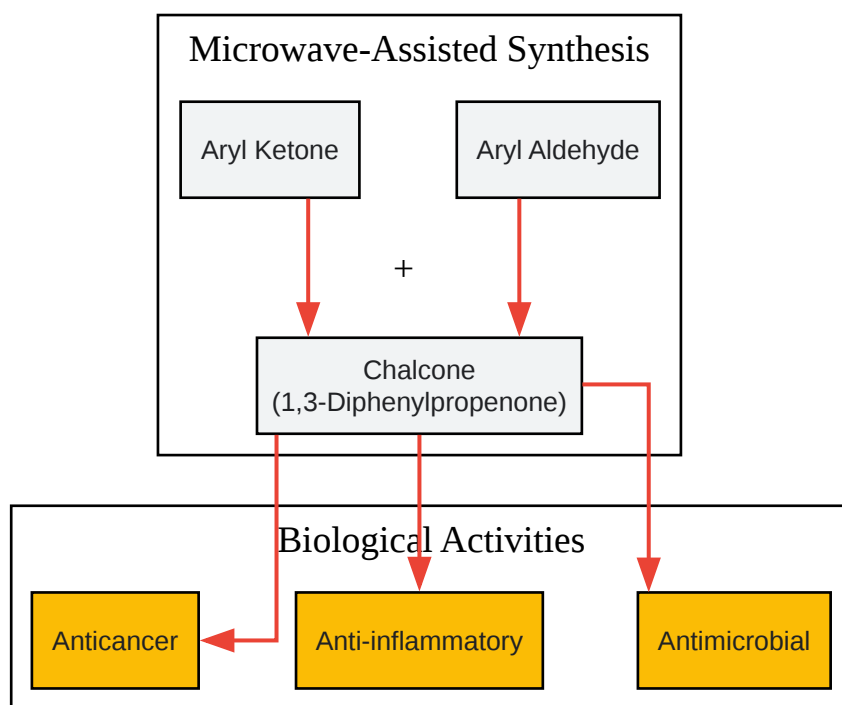 Microwave-Assisted Synthesis
Aryl Ketone
Aryl Aldehyde
+
Chalcone
(1,3-Diphenylpropenone)
Biological Activities
Anticancer
Anti-inflammatory
Antimicrobial